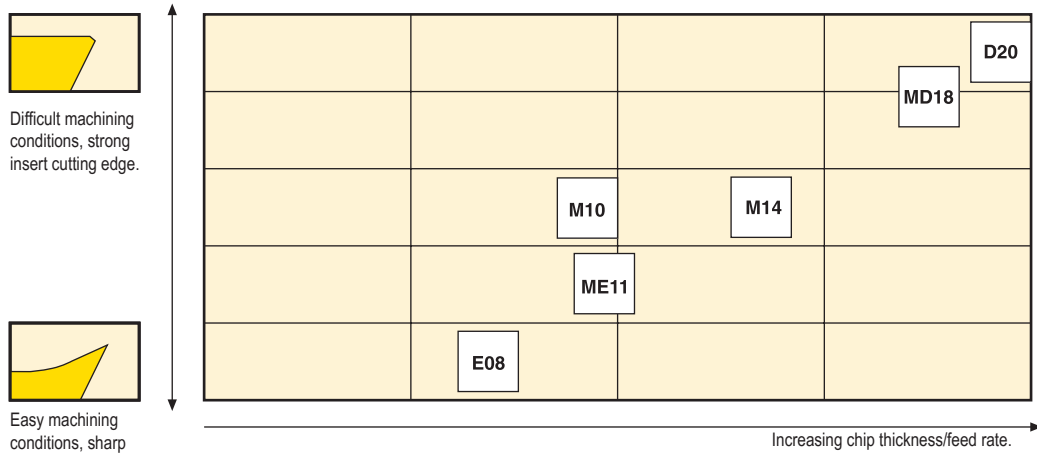 Difficult machining
conditions, strong
insert cutting edge.
D20
MD18
M10
M14
ME11
E08
Easy machining
conditions, sharp
Increasing chip thickness/feed rate.